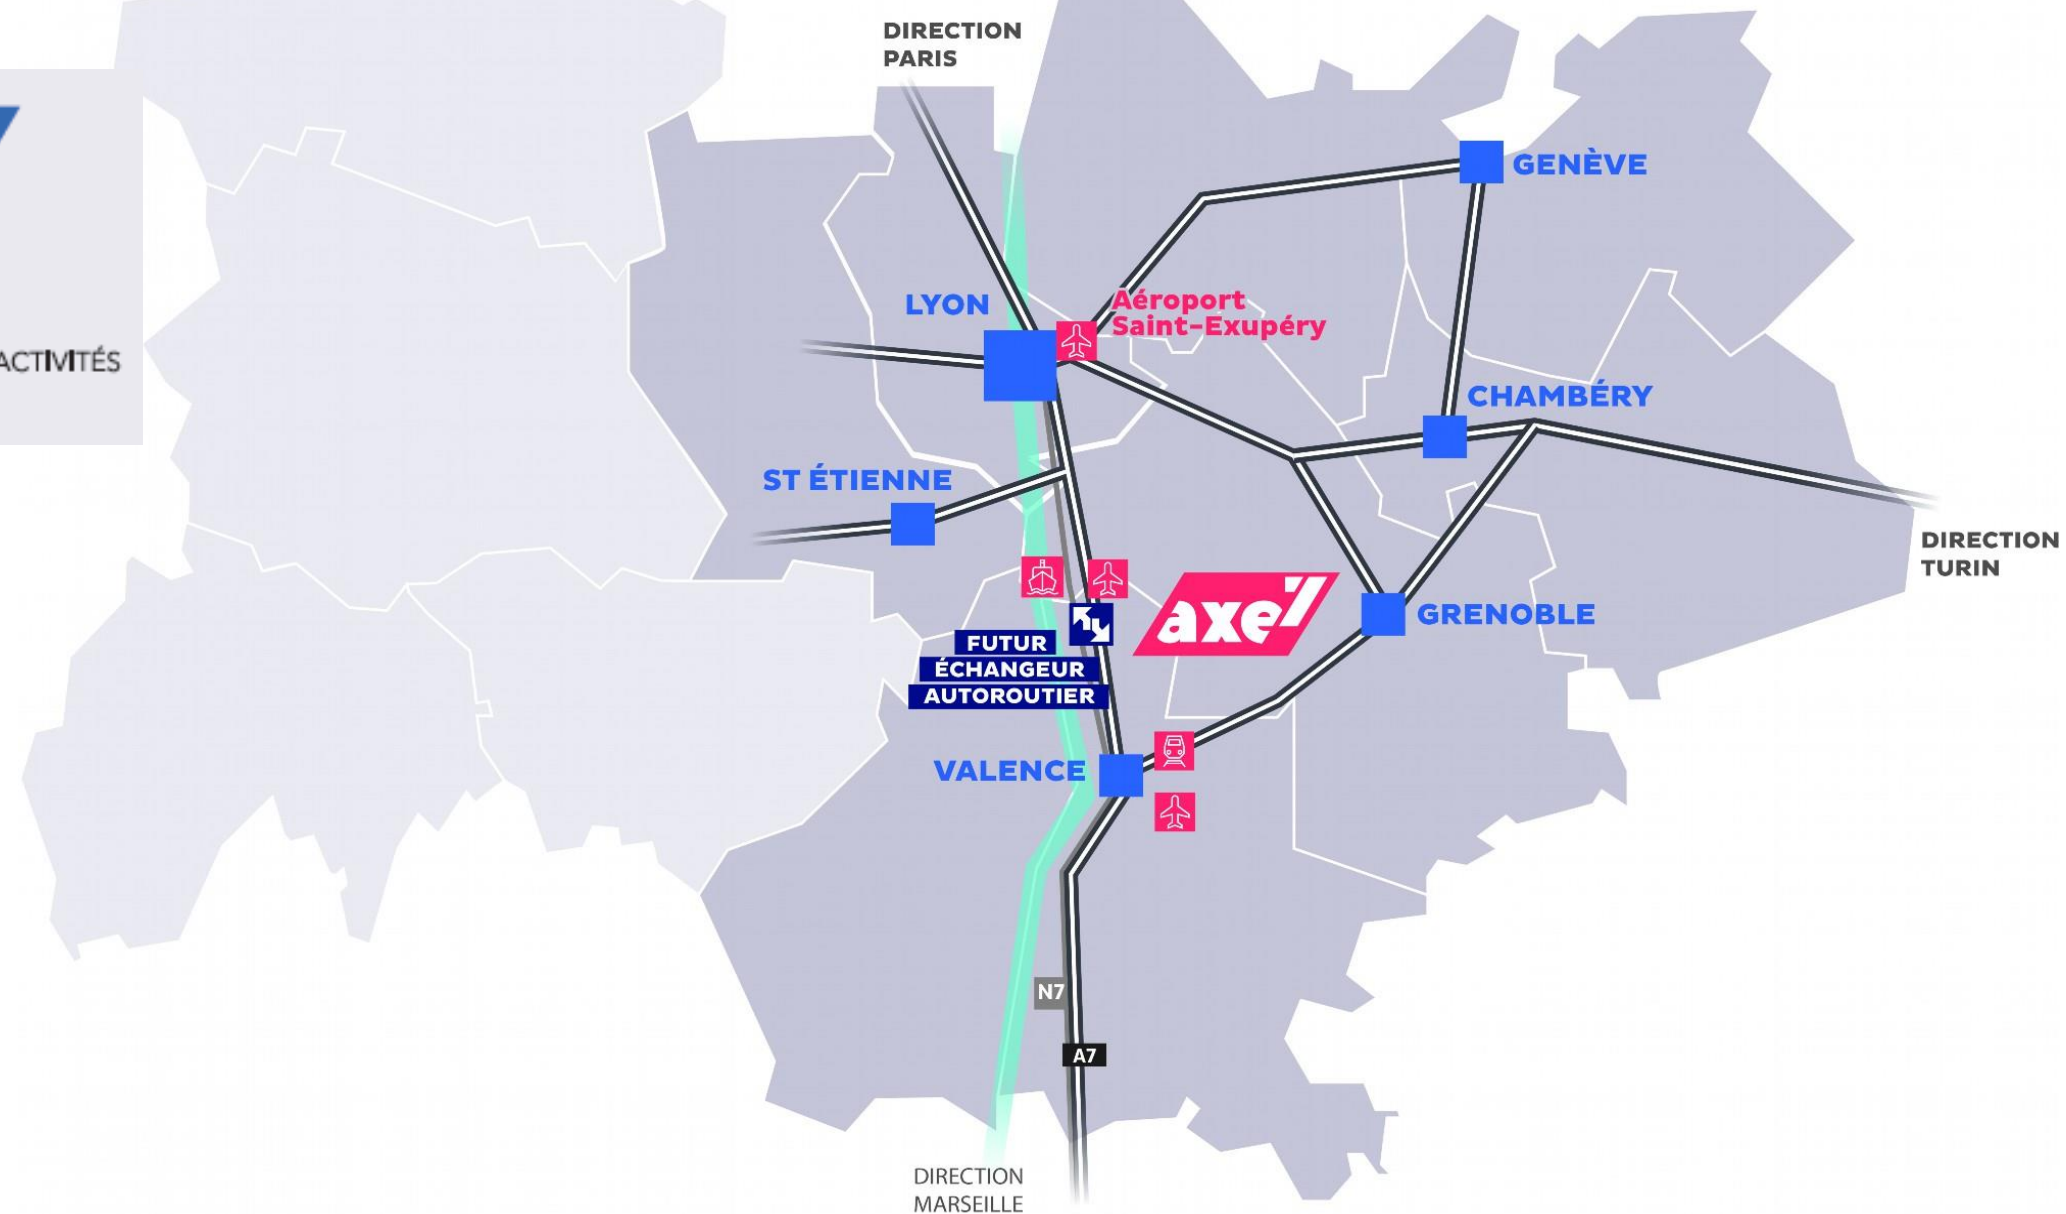 DIRECTION
PARIS
GENÈVE
LYON
Aéroport
Saint-Exupéry
ACTIVITÉS
CHAMBÉRY
ST ÉTIENNE
DIRECTION
TURIN
axe7
GRENOBLE
FUTUR
ÉCHANGEUR
AUTOROUTIER
VALENCE
N7
A7
DIRECTION
MARSEILLE